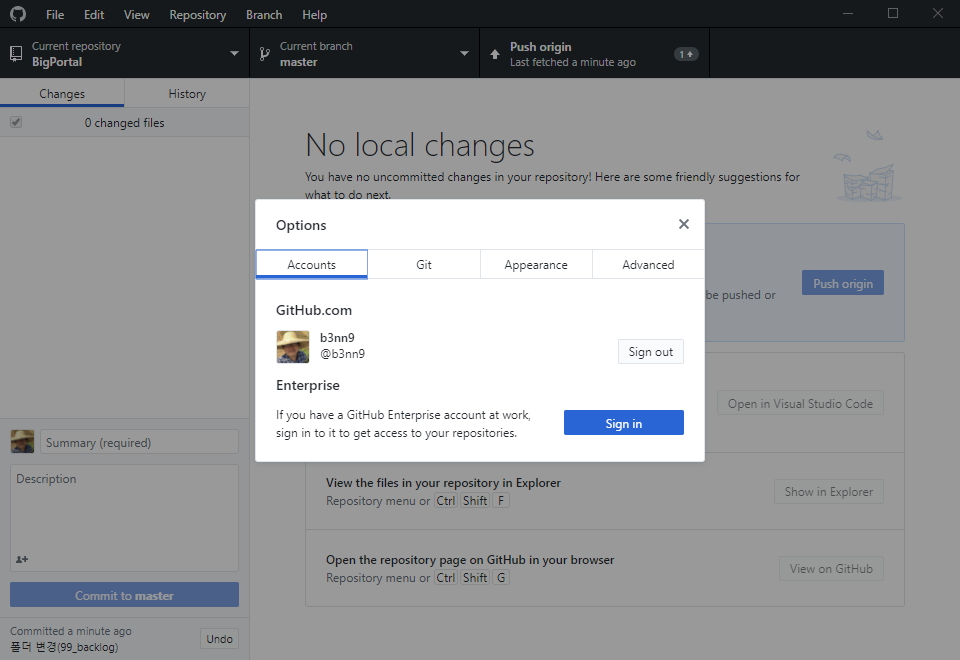 File Edit View Repository Branch Help
Current repository
BigPortal
Current branch
master
Push origin
Last fetched a minute ago
1
Changes
History
0 changed files
No local changes
You have no uncommitted changes in your repository! Here are some friendly suggestions for
what to do next.
Options
Accounts
Git
Appearance
Advanced
GitHub.com
b3nn9
@b3nn9
Sign out
Enterprise
If you have a GitHub Enterprise account at work,
sign in to it to get access to your repositories.
Sign in
be pushed or
Push origin
Open in Visual Studio Code
View the files in your repository in Explorer
Repository menu or Ctrl Shift F
Show in Explorer
Open the repository page on GitHub in your browser
Repository menu or Ctrl Shift G
View on GitHub
Summary (required)
Description
Commit to master
Committed a minute ago
폴더 변경(99_backlog)
Undo